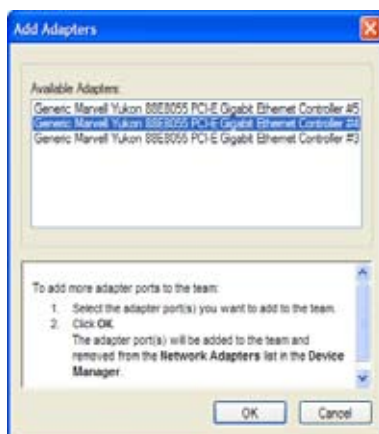 Add Adapters
Available Adapters:
Generic Marvell Yukon 88E8055 PCI-E Gigabit Ethernet Controller #5
Generic Marvell Yukon 88E8055 PCI-E Gigabit Ethernet Controller #4
Generic Marvell Yukon 88E8055 PCI-E Gigabit Ethernet Controller #3
To add more adapter ports to the team:
1. Select the adapter port(s) you want to add to the team.
2. Click OK.
The adapter port(s) will be added to the team and
removed from the Network Adapters list in the Device
Manager.
OK
Cancel